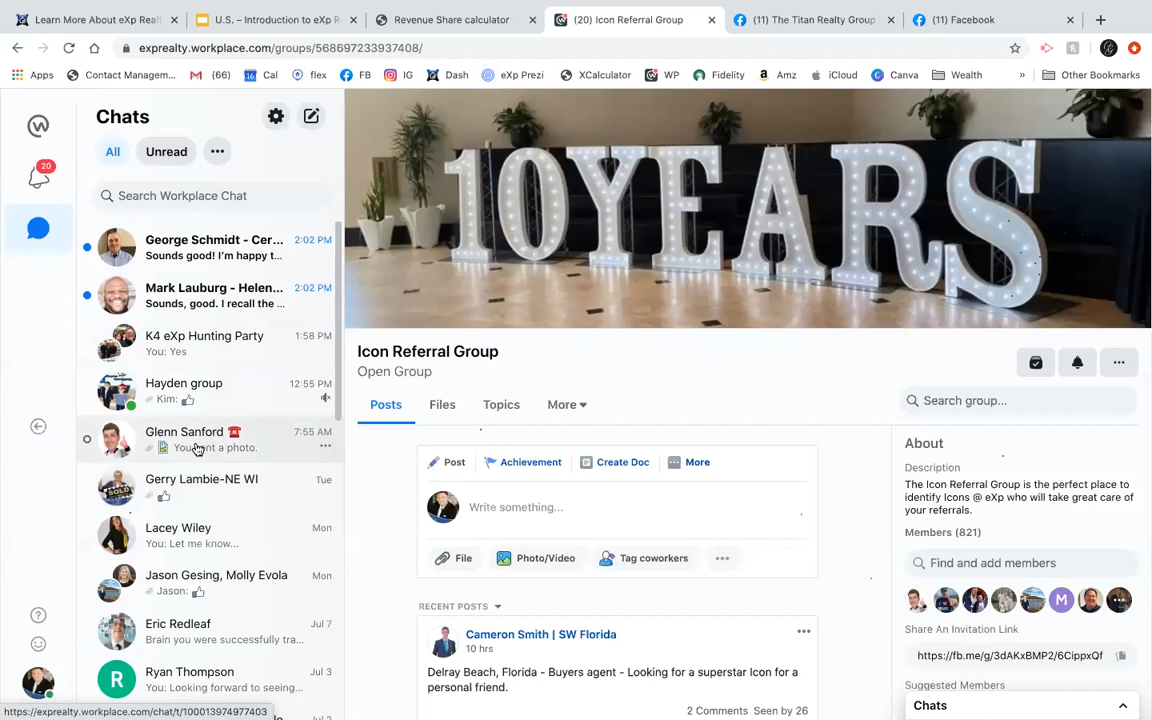 Learn More About eXp Real
U.S. – Introduction to eXp R
Revenue Share calculator
(20) Icon Referral Group
(11) The Titan Realty Group
(11) Facebook
exprealty.workplace.com/groups/568697233937408/
Apps Contact Managem... (66) Cal flex FB IG Dash eXp Prezi XCalculator WP Fidelity Amz iCloud Canva Wealth » Other Bookmarks
Chats
20
All Unread
Search Workplace Chat
George Schmidt - Cer... 2:02 PM
Sounds good! I'm happy t...
Mark Lauburg - Helen... 2:02 PM
Sounds, good. I recall the ...
K4 eXp Hunting Party 1:58 PM
You: Yes
Hayden group 12:55 PM
Kim:
Glenn Sanford 7:55 AM
You sent a photo.
Gerry Lambie-NE WI Tue
SOLD
Lacey Wiley Mon
You: Let me know...
Jason Gesing, Molly Evola Mon
Jason:
Eric Redleaf Jul 7
Brain you were successfully tra...
R
Ryan Thompson Jul 3
You: Looking forward to seeing...
https://exprealty.workplace.com/chat/t/100013974977403
10YEARS
Icon Referral Group
Open Group
Posts Files Topics More
Search group...
Post Achievement Create Doc More
Write something...
File Photo/Video Tag coworkers
RECENT POSTS
Cameron Smith | SW Florida
10 hrs
Delray Beach, Florida - Buyers agent - Looking for a superstar Icon for a
personal friend.
2 Comments Seen by 26
About
Description
The Icon Referral Group is the perfect place to
identify Icons @ eXp who will take great care of
your referrals.
Members (821)
Find and add members
M
Share An Invitation Link
https://fb.me/g/3dAKxBMP2/6CippxQf
Suggested Members
Chats